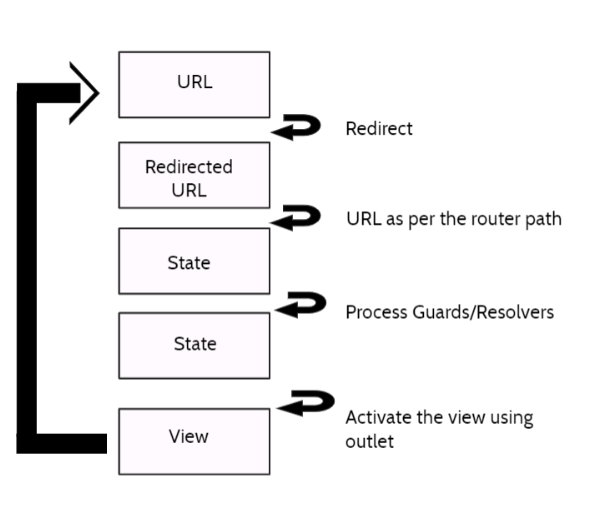 URL
Redirect
Redirected
URL
URL as per the router path
State
Process Guards/Resolvers
State
Activate the view using
outlet
View